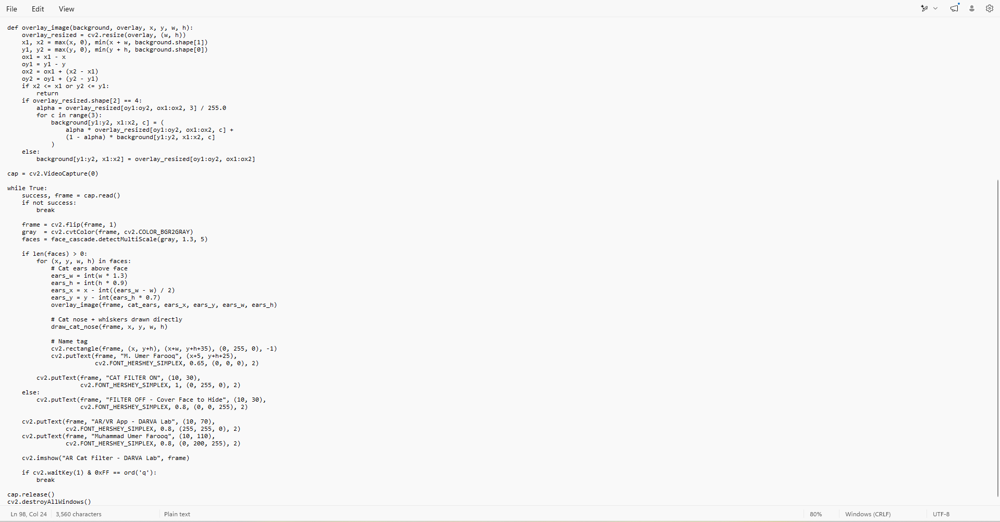 File Edit View
def overlay_image(background, overlay, x, y, w, h):
    overlay_resized = cv2.resize(overlay, (w, h))
    x1, x2 = max(x, 0), min(x + w, background.shape[1])
    y1, y2 = max(y, 0), min(y + h, background.shape[0])
    ox1 = x1 - x
    oy1 = y1 - y
    ox2 = ox1 + (x2 - x1)
    oy2 = oy1 + (y2 - y1)
    if x2 <= x1 or y2 <= y1:
        return
    if overlay_resized.shape[2] == 4:
        alpha = overlay_resized[oy1:oy2, ox1:ox2, 3] / 255.0
        for c in range(3):
            background[y1:y2, x1:x2, c] = (
                alpha * overlay_resized[oy1:oy2, ox1:ox2, c] +
                (1 - alpha) * background[y1:y2, x1:x2, c]
            )
    else:
        background[y1:y2, x1:x2] = overlay_resized[oy1:oy2, ox1:ox2]

cap = cv2.VideoCapture(0)

while True:
    success, frame = cap.read()
    if not success:
        break

    frame = cv2.flip(frame, 1)
    gray  = cv2.cvtColor(frame, cv2.COLOR_BGR2GRAY)
    faces = face_cascade.detectMultiScale(gray, 1.3, 5)

    if len(faces) > 0:
        for (x, y, w, h) in faces:
            # Cat ears above face
            ears_w = int(w * 1.3)
            ears_h = int(h * 0.9)
            ears_x = x - int((ears_w - w) / 2)
            ears_y = y - int(ears_h * 0.7)
            overlay_image(frame, cat_ears, ears_x, ears_y, ears_w, ears_h)

            # Cat nose + whiskers drawn directly
            draw_cat_nose(frame, x, y, w, h)

            # Name tag
            cv2.rectangle(frame, (x, y+h), (x+w, y+h+35), (0, 255, 0), -1)
            cv2.putText(frame, "M. Umer Farooq", (x+5, y+h+25),
                        cv2.FONT_HERSHEY_SIMPLEX, 0.65, (0, 0, 0), 2)

        cv2.putText(frame, "CAT FILTER ON", (10, 30),
                    cv2.FONT_HERSHEY_SIMPLEX, 1, (0, 255, 0), 2)
    else:
        cv2.putText(frame, "FILTER OFF - Cover Face to Hide", (10, 30),
                    cv2.FONT_HERSHEY_SIMPLEX, 0.8, (0, 0, 255), 2)

    cv2.putText(frame, "AR/VR App - DARVA Lab", (10, 70),
                cv2.FONT_HERSHEY_SIMPLEX, 0.8, (255, 255, 0), 2)
    cv2.putText(frame, "Muhammad Umer Farooq", (10, 110),
                cv2.FONT_HERSHEY_SIMPLEX, 0.8, (0, 200, 255), 2)

    cv2.imshow("AR Cat Filter - DARVA Lab", frame)

    if cv2.waitKey(1) & 0xFF == ord('q'):
        break

cap.release()
cv2.destroyAllWindows()
Ln 98, Col 24 3,560 characters Plain text 80% Windows (CRLF) UTF-8